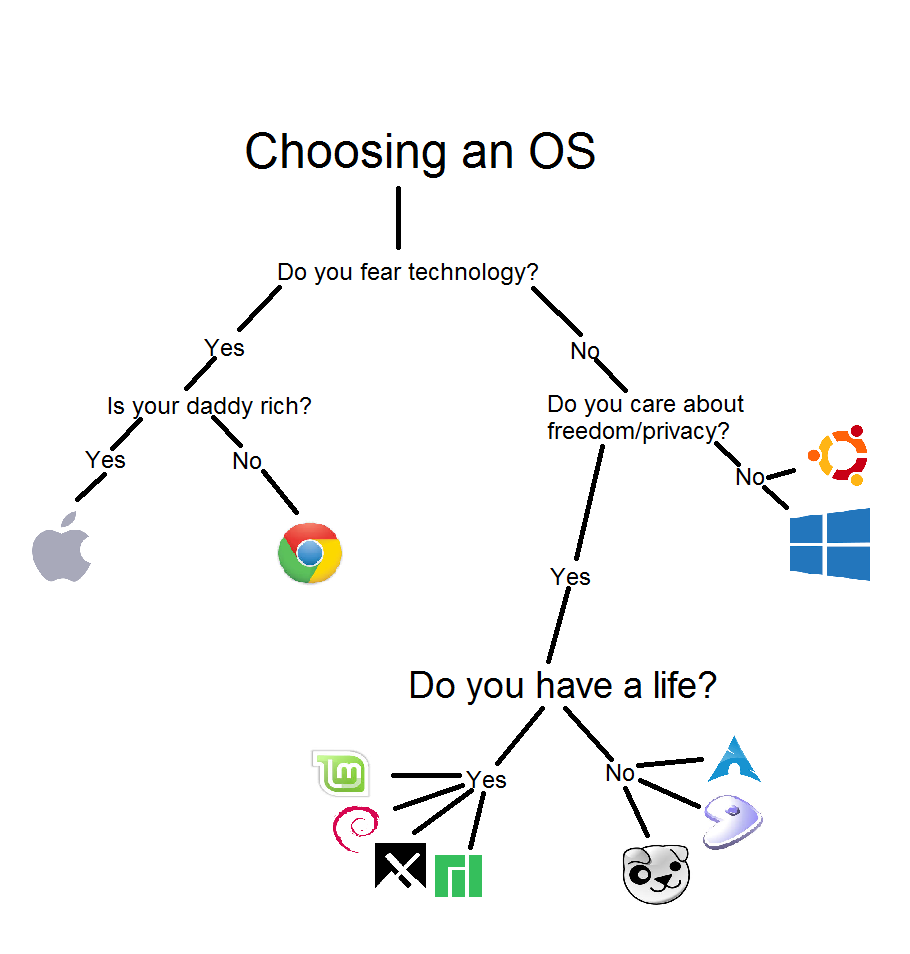 Choosing an OS
Do you fear technology?
Yes
No
Is your daddy rich?
Do you care about
freedom/privacy?
Yes
No
No
Yes
Do you have a life?
Yes
No